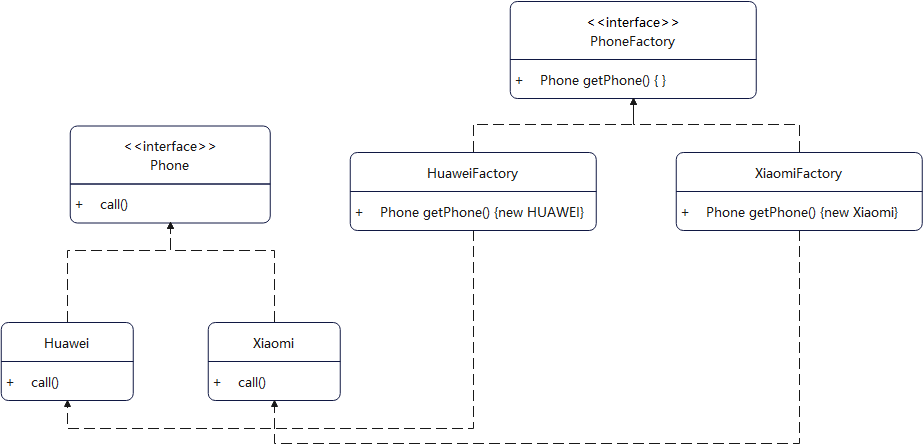 <<interface>>
PhoneFactory
+ Phone getPhone() { }
<<interface>>
Phone
+ call()
HuaweiFactory
+ Phone getPhone() {new HUAWEI}
XiaomiFactory
+ Phone getPhone() {new Xiaomi}
Huawei
+ call()
Xiaomi
+ call()